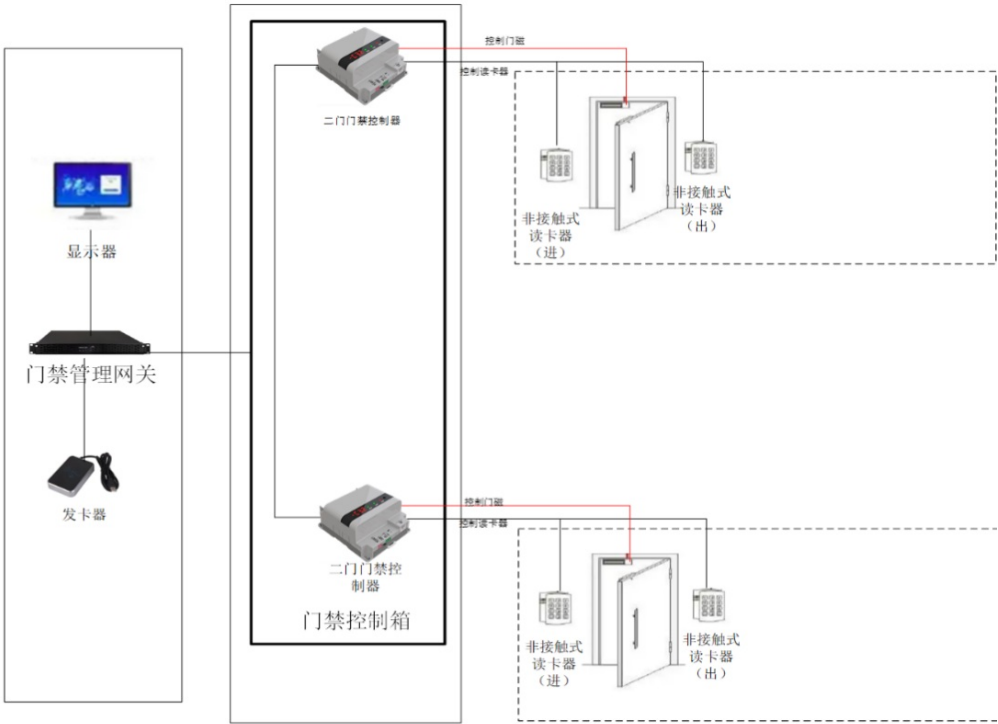 控制门磁
控制读卡器
二门门禁控制器
非接触式
读卡器
（进）
非接触式
读卡器
（出）
显示器
门禁管理网关
发卡器
控制门磁
控制读卡器
二门门禁控
制器
门禁控制箱
非接触式
读卡器
（进）
非接触式
读卡器
（出）